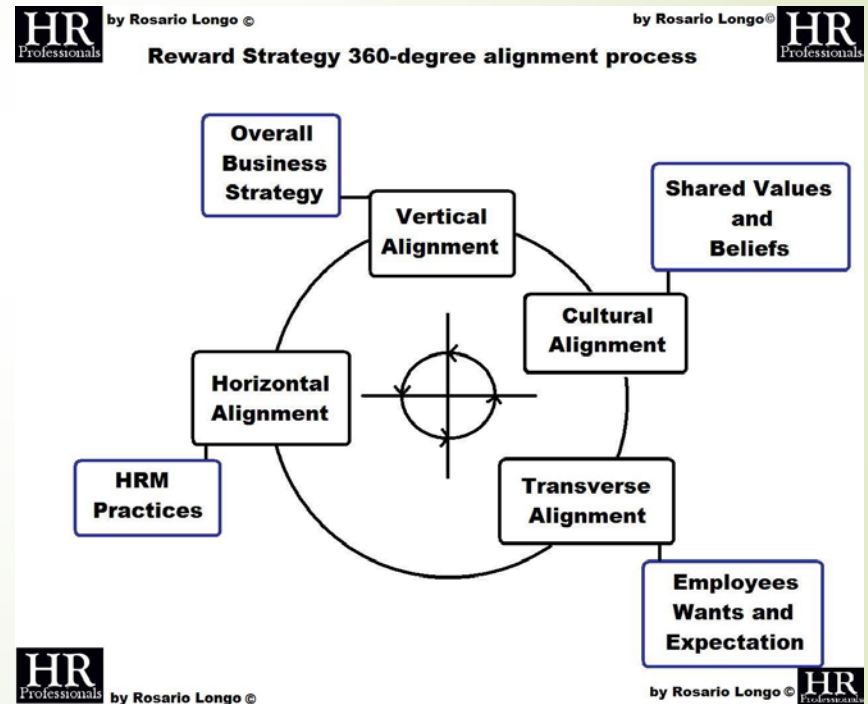 HR
Professionals
by Rosario Longo ©
by Rosario Longo©
HR
Professionals
Reward Strategy 360-degree alignment process
Overall
Business
Strategy
Vertical
Alignment
Shared Values
and
Beliefs
Cultural
Alignment
Horizontal
Alignment
HRM
Practices
Transverse
Alignment
Employees
Wants and
Expectation
HR
Professionals
by Rosario Longo ©
by Rosario Longo ©
HR
Professionals